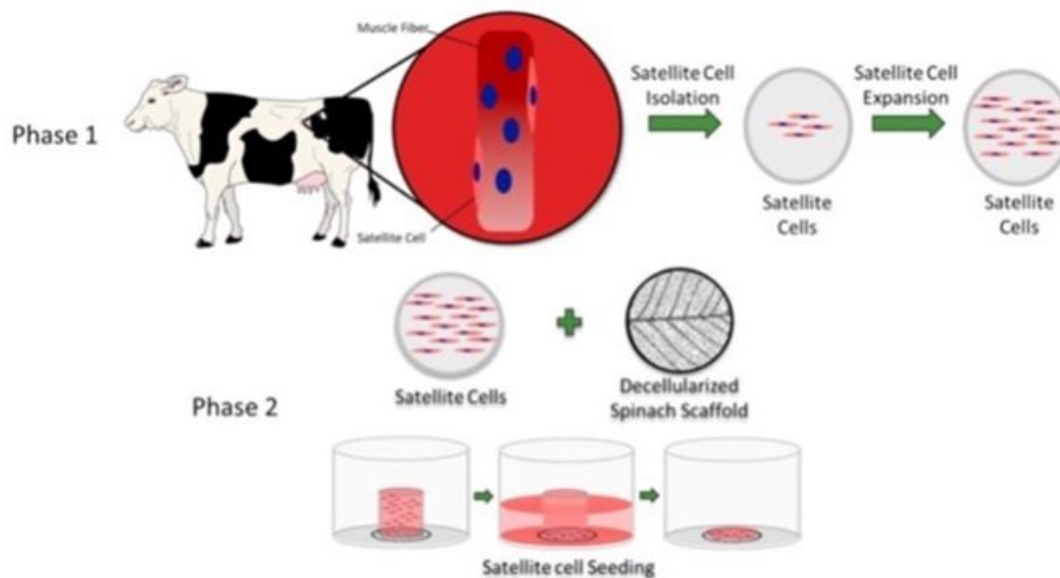 Phase 1
Muscle Fiber
Satellite Cell
Satellite Cell
Isolation
Satellite
Cells
Satellite Cell
Expansion
Satellite
Cells
Phase 2
Satellite Cells
Decellularized
Spinach Scaffold
Satellite cell Seeding